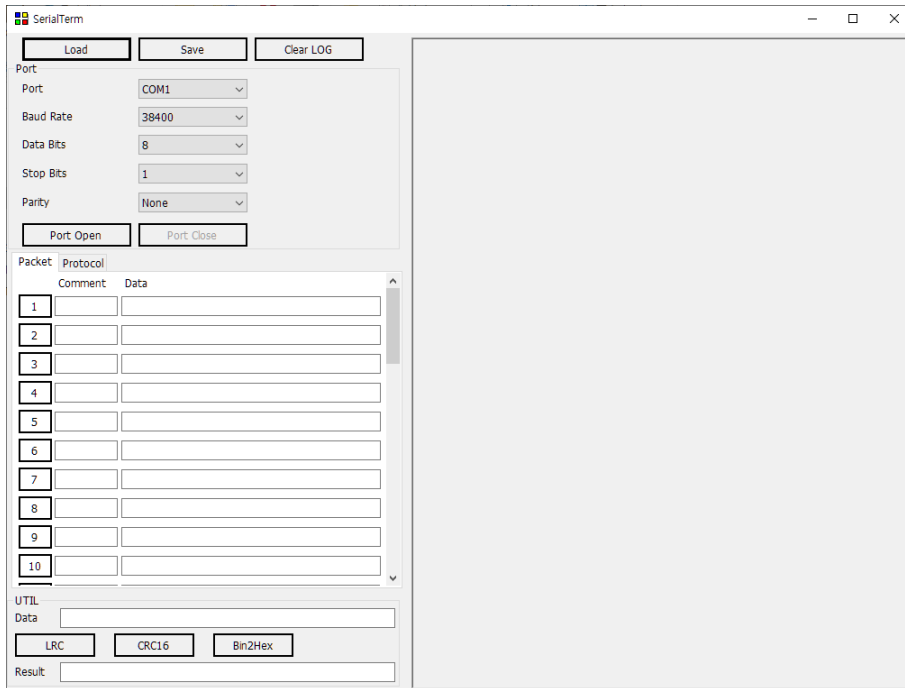 SerialTerm
Load Save Clear LOG
Port
Port COM1
Baud Rate 38400
Data Bits 8
Stop Bits 1
Parity None
Port Open Port Close
Packet Protocol
Comment Data
1
2
3
4
5
6
7
8
9
10
UTIL
Data
LRC CRC16 Bin2Hex
Result